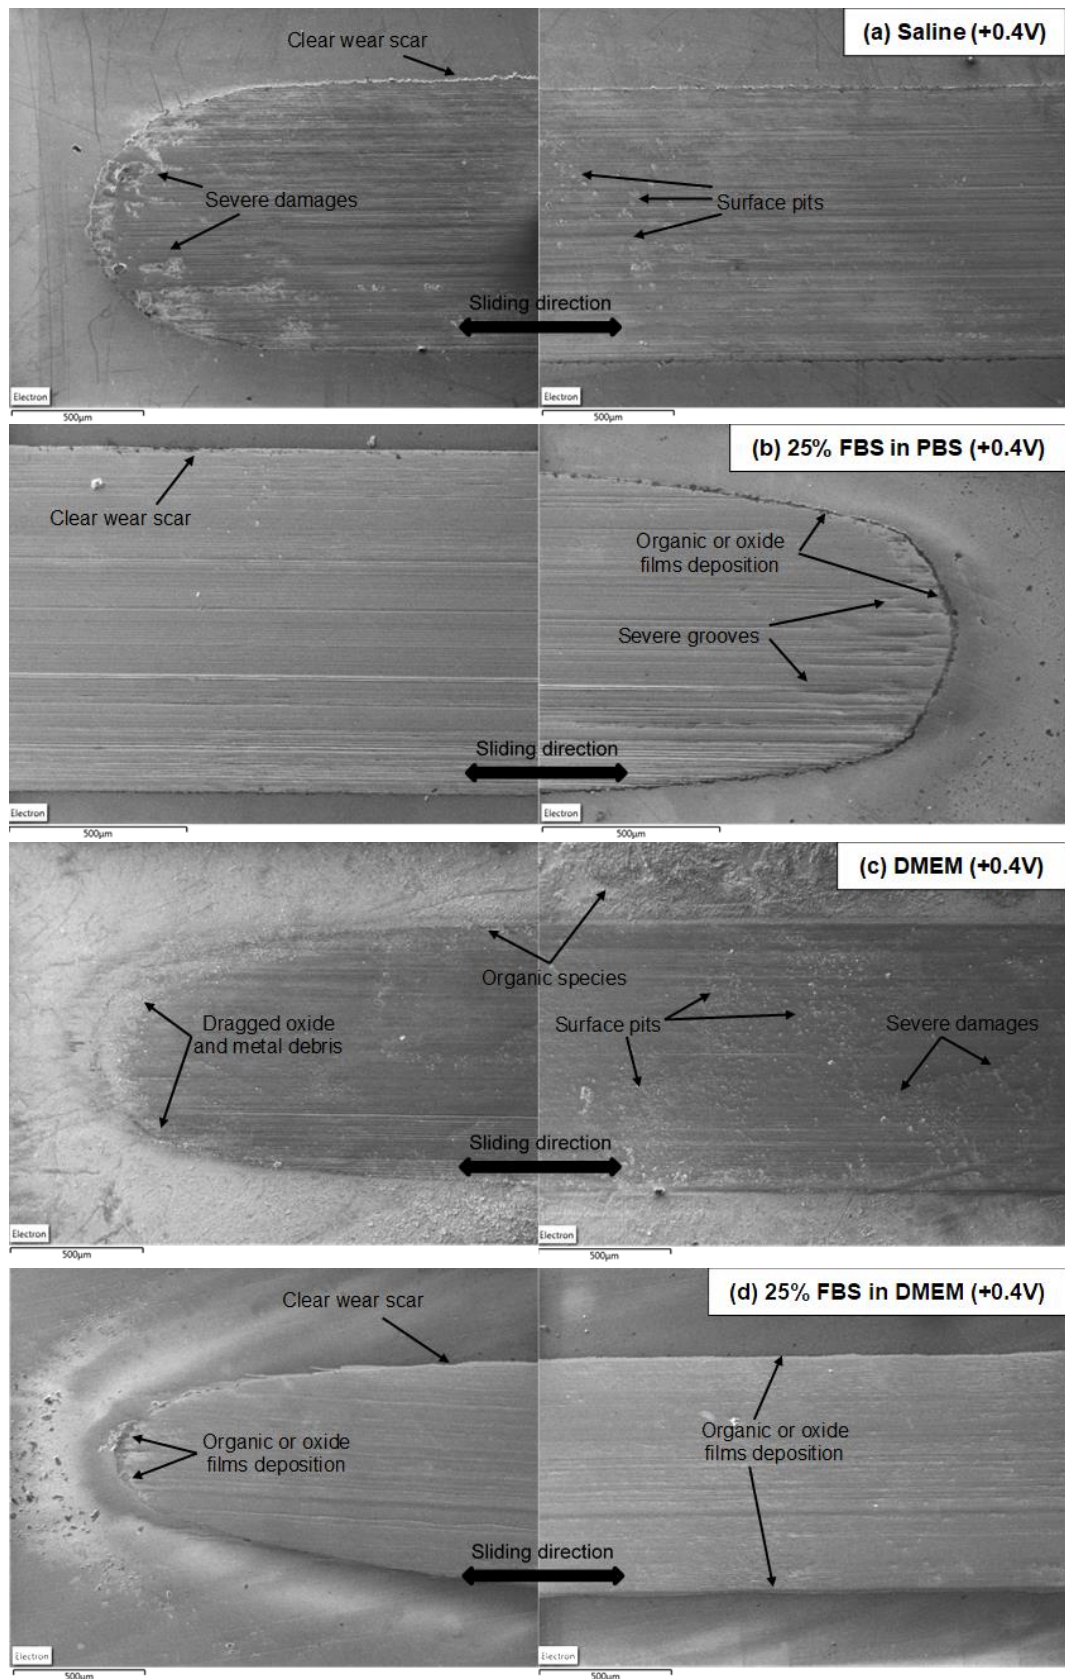 (a) Saline (+0.4V)
Clear wear scar
Severe damages
Surface pits
Sliding direction
Electron
500µm
Electron
500µm
(b) 25% FBS in PBS (+0.4V)
Clear wear scar
Organic or oxide
films deposition
Severe grooves
Sliding direction
Electron
500µm
Electron
500µm
(c) DMEM (+0.4V)
Organic species
Dragged oxide
and metal debris
Surface pits
Severe damages
Sliding direction
Electron
500µm
Electron
500µm
(d) 25% FBS in DMEM (+0.4V)
Clear wear scar
Organic or oxide
films deposition
Organic or oxide
films deposition
Sliding direction
Electron
500µm
Electron
500µm